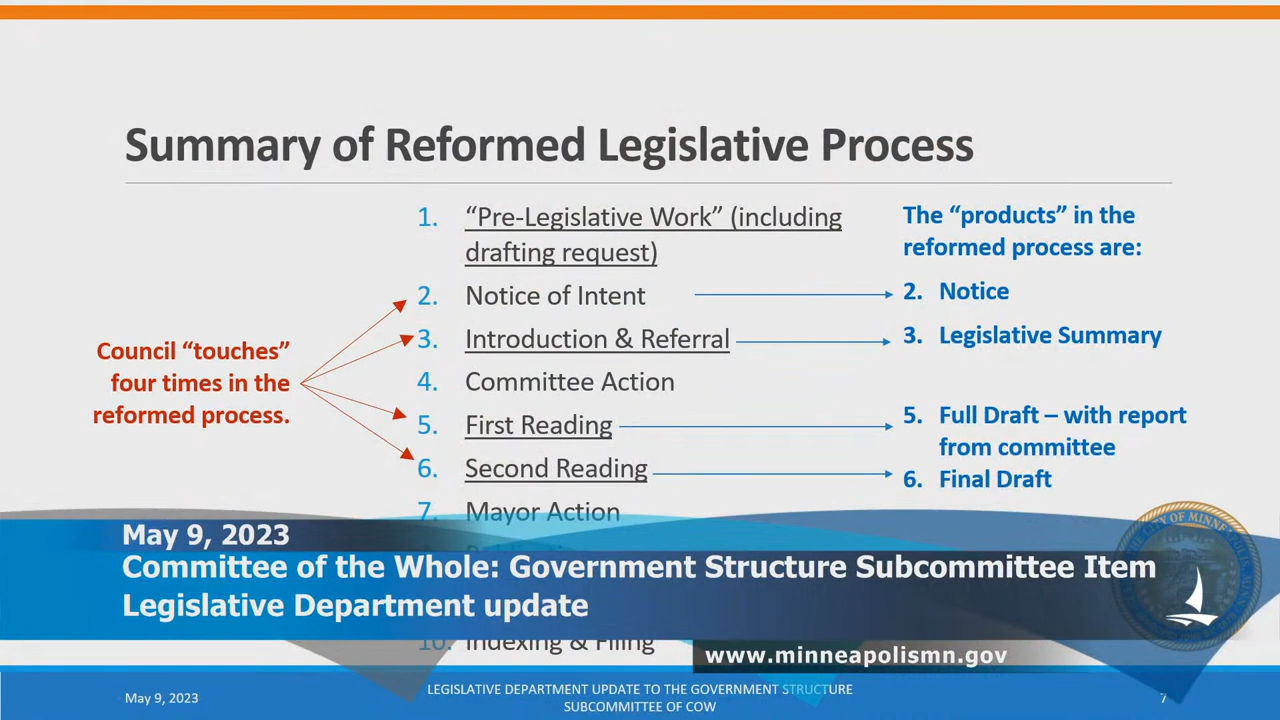 Summary of Reformed Legislative Process
1. “Pre-Legislative Work” (including
drafting request)
2. Notice of Intent
3. Introduction & Referral
4. Committee Action
5. First Reading
6. Second Reading
7. Mayor Action
10. Indexing & Filing
Council “touches”
four times in the
reformed process.
The “products” in the
reformed process are:
2. Notice
3. Legislative Summary
5. Full Draft – with report
from committee
6. Final Draft
May 9, 2023
Committee of the Whole: Government Structure Subcommittee Item
Legislative Department update
www.minneapolismn.gov
May 9, 2023
LEGISLATIVE DEPARTMENT UPDATE TO THE GOVERNMENT STRUCTURE
SUBCOMMITTEE OF COW
7